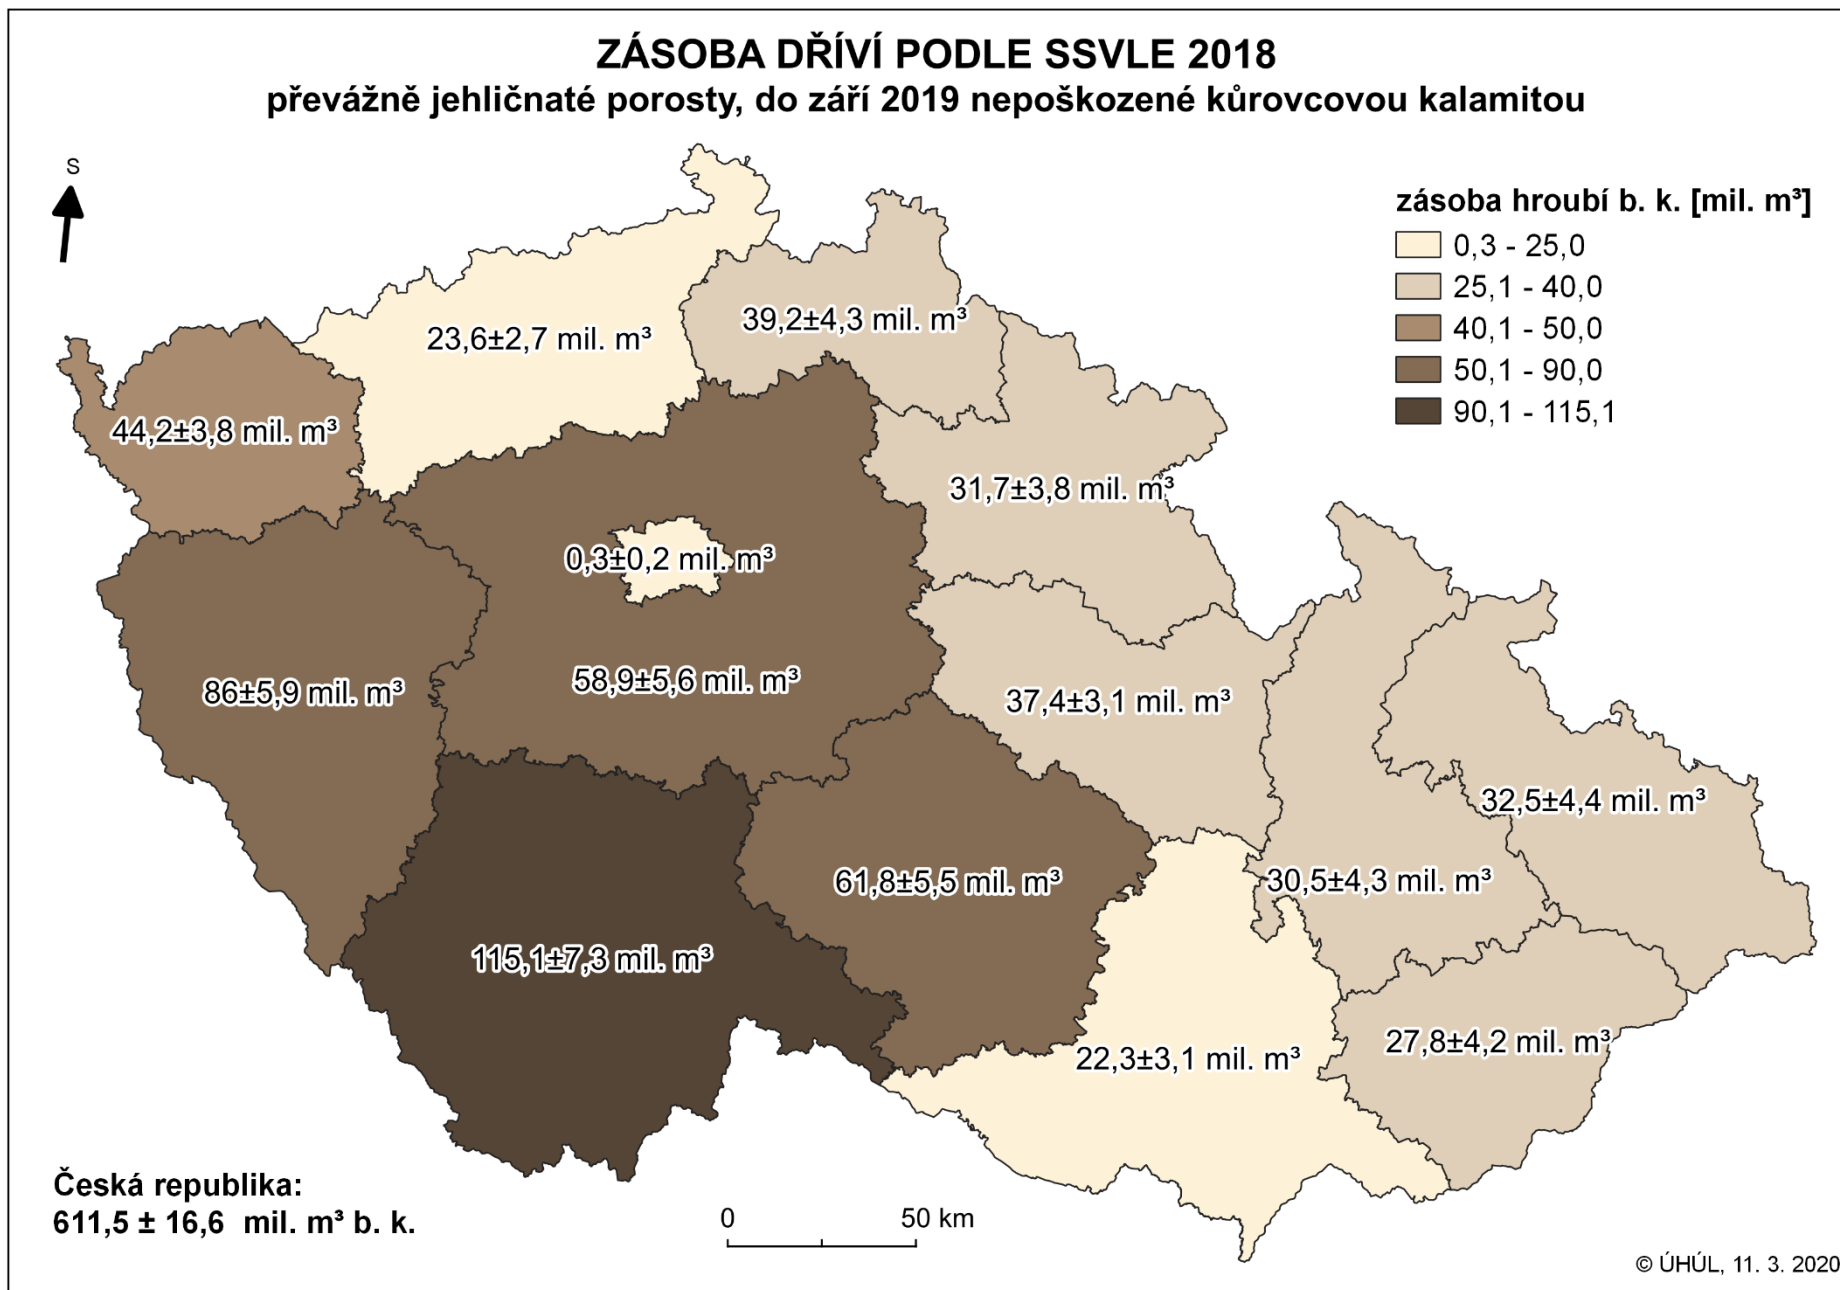 ZÁSOBA DŘÍVÍ PODLE SSVLE 2018
převážně jehličnaté porosty, do září 2019 nepoškozené kůrovcovou kalamitou
S
zásoba hroubí b. k. [mil. m³]
0,3 - 25,0
25,1 - 40,0
40,1 - 50,0
50,1 - 90,0
90,1 - 115,1
39,2±4,3 mil. m³
23,6±2,7 mil. m³
44,2±3,8 mil. m³
31,7±3,8 mil. m³
0,3±0,2 mil. m³
58,9±5,6 mil. m³
86±5,9 mil. m³
37,4±3,1 mil. m³
32,5±4,4 mil. m³
61,8±5,5 mil. m³
30,5±4,3 mil. m³
115,1±7,3 mil. m³
27,8±4,2 mil. m³
22,3±3,1 mil. m³
Česká republika:
611,5 ± 16,6 mil. m³ b. k.
0 50 km
© ÚHÚL, 11. 3. 2020